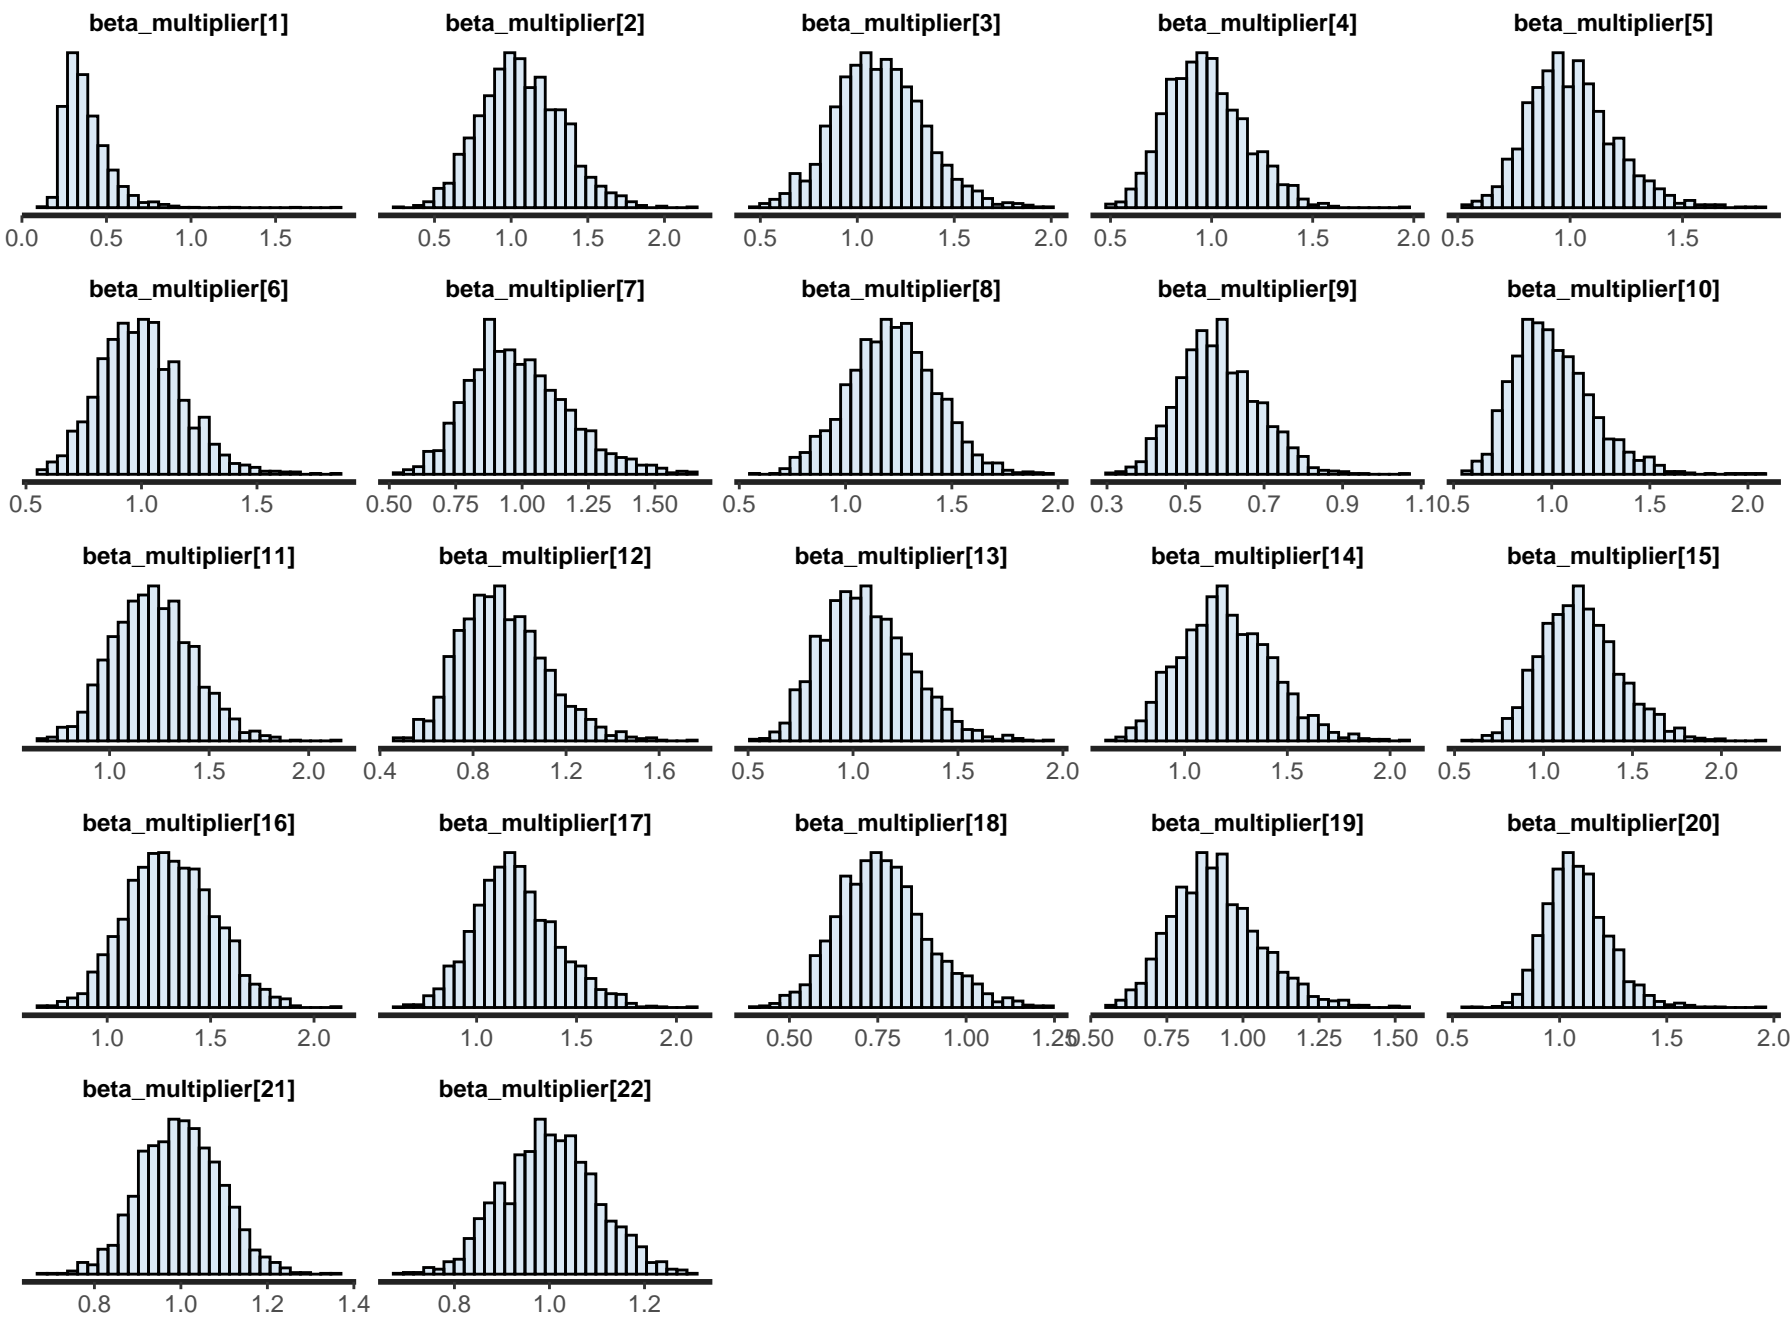 beta_multiplier[1] beta_multiplier[2] beta_multiplier[3] beta_multiplier[4] beta_multiplier[5]
0.0 0.5 1.0 1.5 0.5 1.0 1.5 2.0 0.5 1.0 1.5 2.0 0.5 1.0 1.5 2.0 0.5 1.0 1.5
beta_multiplier[6] beta_multiplier[7] beta_multiplier[8] beta_multiplier[9] beta_multiplier[10]
0.5 1.0 1.5 0.50 0.75 1.00 1.25 1.50 0.5 1.0 1.5 2.0 0.3 0.5 0.7 0.9 1.1 0.5 1.0 1.5 2.0
beta_multiplier[11] beta_multiplier[12] beta_multiplier[13] beta_multiplier[14] beta_multiplier[15]
1.0 1.5 2.0 0.4 0.8 1.2 1.6 0.5 1.0 1.5 2.0 1.0 1.5 2.0 0.5 1.0 1.5 2.0
beta_multiplier[16] beta_multiplier[17] beta_multiplier[18] beta_multiplier[19] beta_multiplier[20]
1.0 1.5 2.0 1.0 1.5 2.0 0.50 0.75 1.00 1.25 0.50 0.75 1.00 1.25 1.50 0.5 1.0 1.5 2.0
beta_multiplier[21] beta_multiplier[22]
0.8 1.0 1.2 1.4 0.8 1.0 1.2